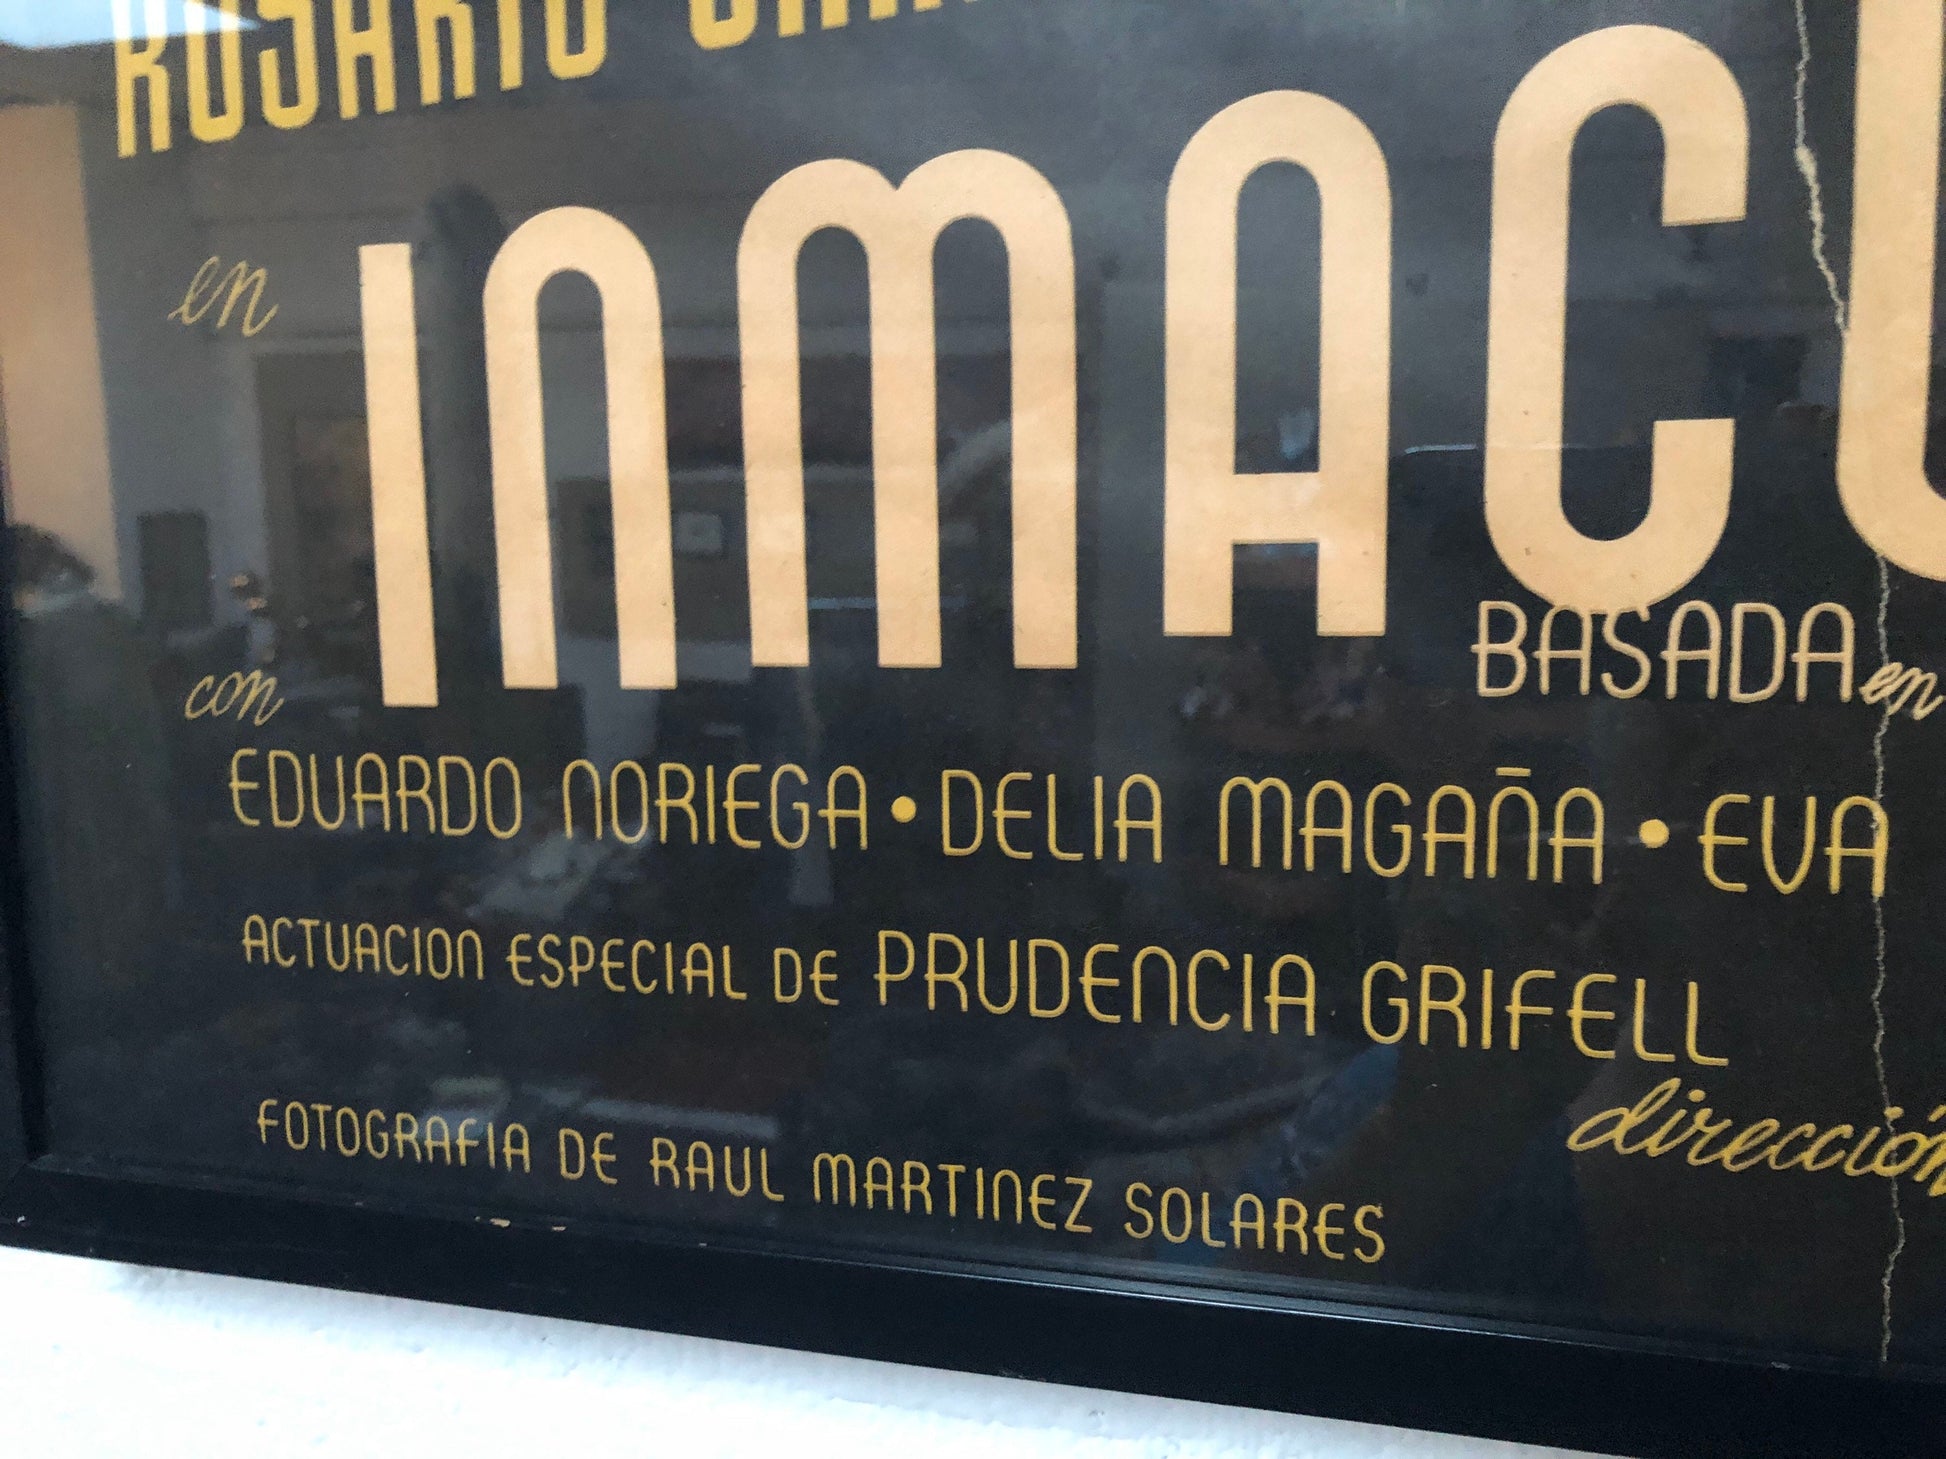 ROSARIO
en INMACU
BASADA en
con
EDUARDO NORIEGA • DELIA MAGAÑA • EVA
ACTUACION ESPECIAL DE PRUDENCIA GRIFELL
dirección
FOTOGRAFIA DE RAUL MARTINEZ SOLARES